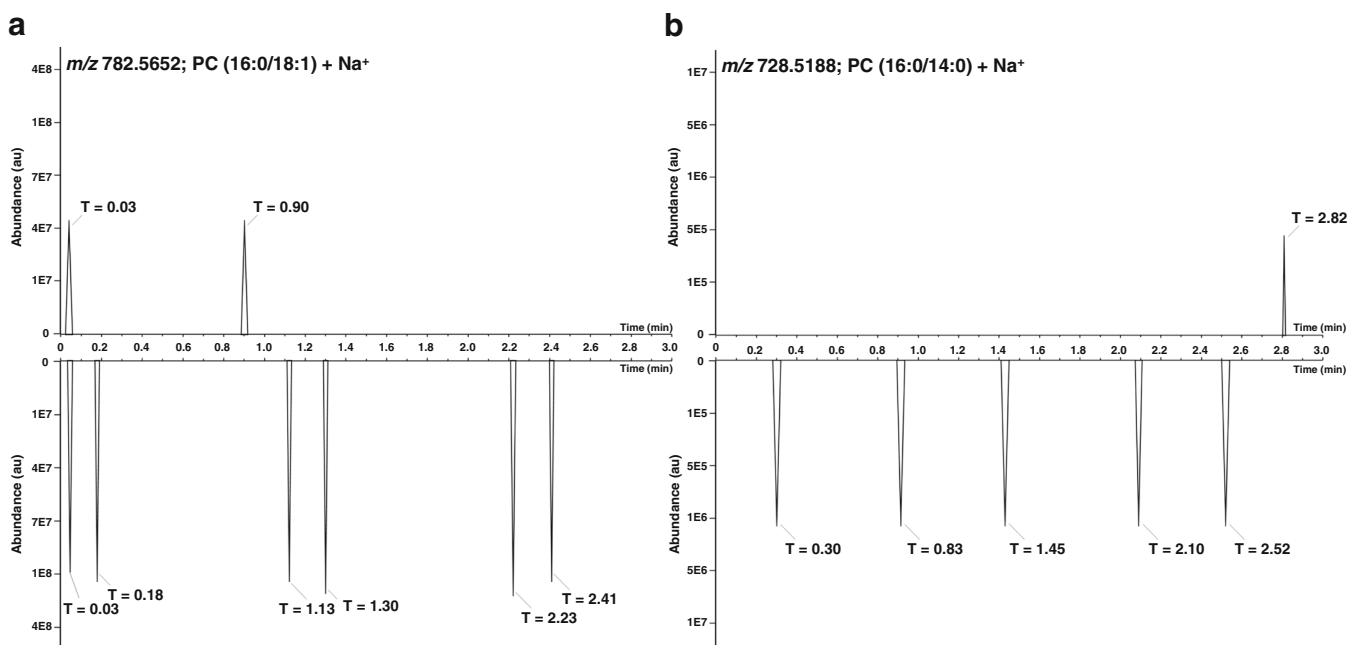 a
m/z 782.5652; PC (16:0/18:1) + Na+
Abundance (au)
4E8
1E8
7E7
4E7
1E7
0
T = 0.03
T = 0.90
Time (min)
0 0.2 0.4 0.6 0.8 1.0 1.2 1.4 1.6 1.8 2.0 2.2 2.4 2.6 2.8 3.0
Time (min)
Abundance (au)
0
1E7
4E7
7E7
1E8
4E8
T = 0.03
T = 0.18
T = 1.13
T = 1.30
T = 2.23
T = 2.41
b
m/z 728.5188; PC (16:0/14:0) + Na+
Abundance (au)
1E7
5E6
1E6
5E5
1E5
0
T = 2.82
Time (min)
0 0.2 0.4 0.6 0.8 1.0 1.2 1.4 1.6 1.8 2.0 2.2 2.4 2.6 2.8 3.0
Time (min)
Abundance (au)
0
1E5
5E5
1E6
5E6
1E7
T = 0.30
T = 0.83
T = 1.45
T = 2.10
T = 2.52